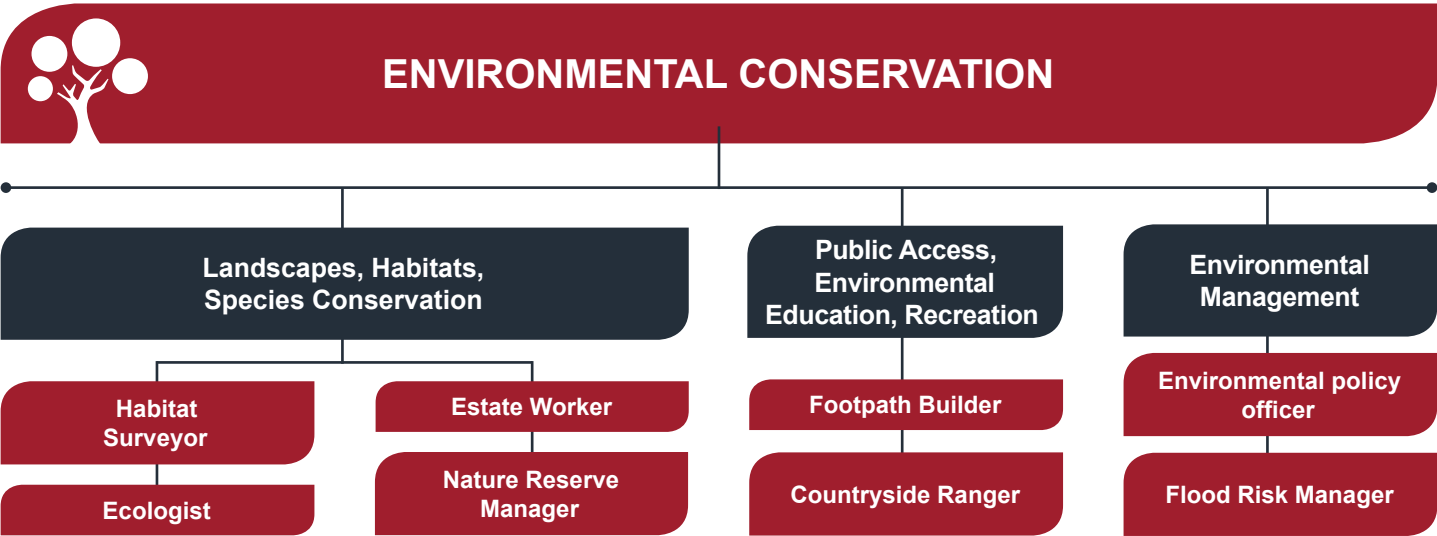 ENVIRONMENTAL CONSERVATION
Landscapes, Habitats,
Species Conservation
Public Access,
Environmental
Education, Recreation
Environmental
Management
Habitat
Surveyor
Ecologist
Estate Worker
Nature Reserve
Manager
Footpath Builder
Countryside Ranger
Environmental policy
officer
Flood Risk Manager